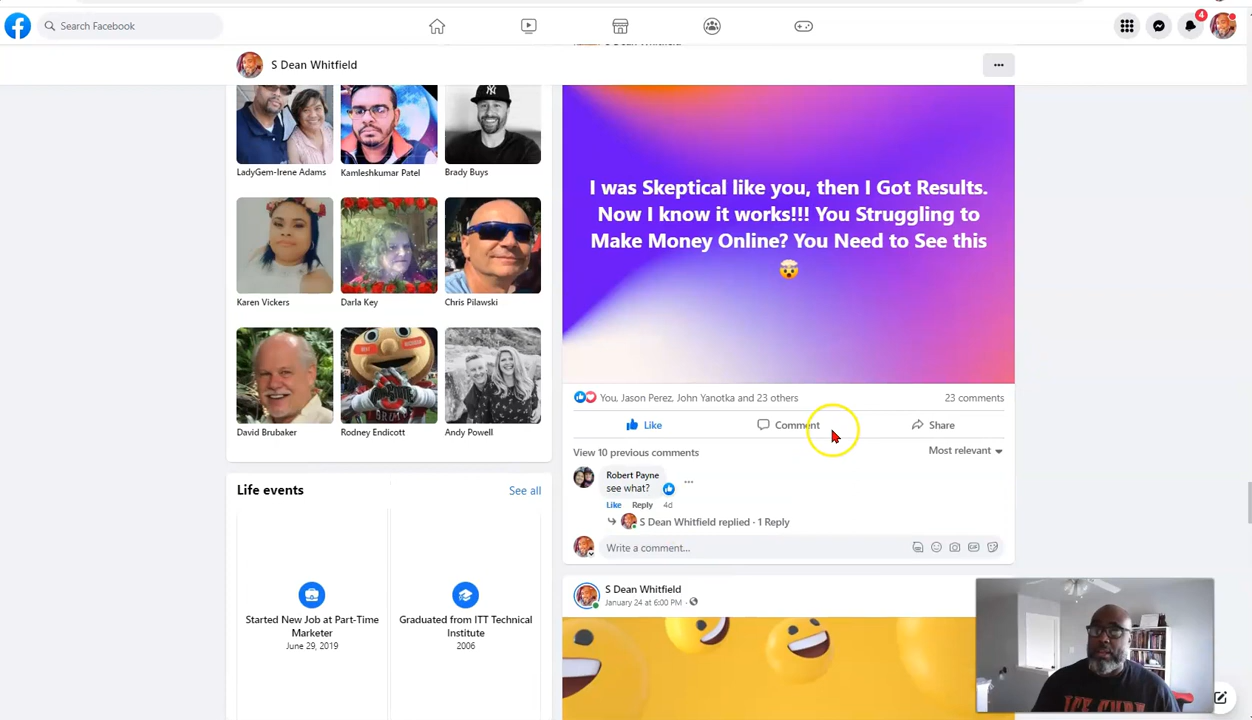 Search Facebook
4
S Dean Whitfield
LadyGem-Irene Adams
Kamleshkumar Patel
Brady Buys
Karen Vickers
Darla Key
Chris Pilawski
David Brubaker
Rodney Endicott
Andy Powell
Life events
See all
Started New Job at Part-Time
Marketer
June 29, 2019
Graduated from ITT Technical
Institute
2006
I was Skeptical like you, then I Got Results.
Now I know it works!!! You Struggling to
Make Money Online? You Need to See this
🤯
You, Jason Perez, John Yanotka and 23 others
23 comments
Like
Comment
Share
View 10 previous comments
Most relevant
Robert Payne
see what?
Like Reply 4d
S Dean Whitfield replied · 1 Reply
Write a comment...
GIF
S Dean Whitfield
January 24 at 6:00 PM ·